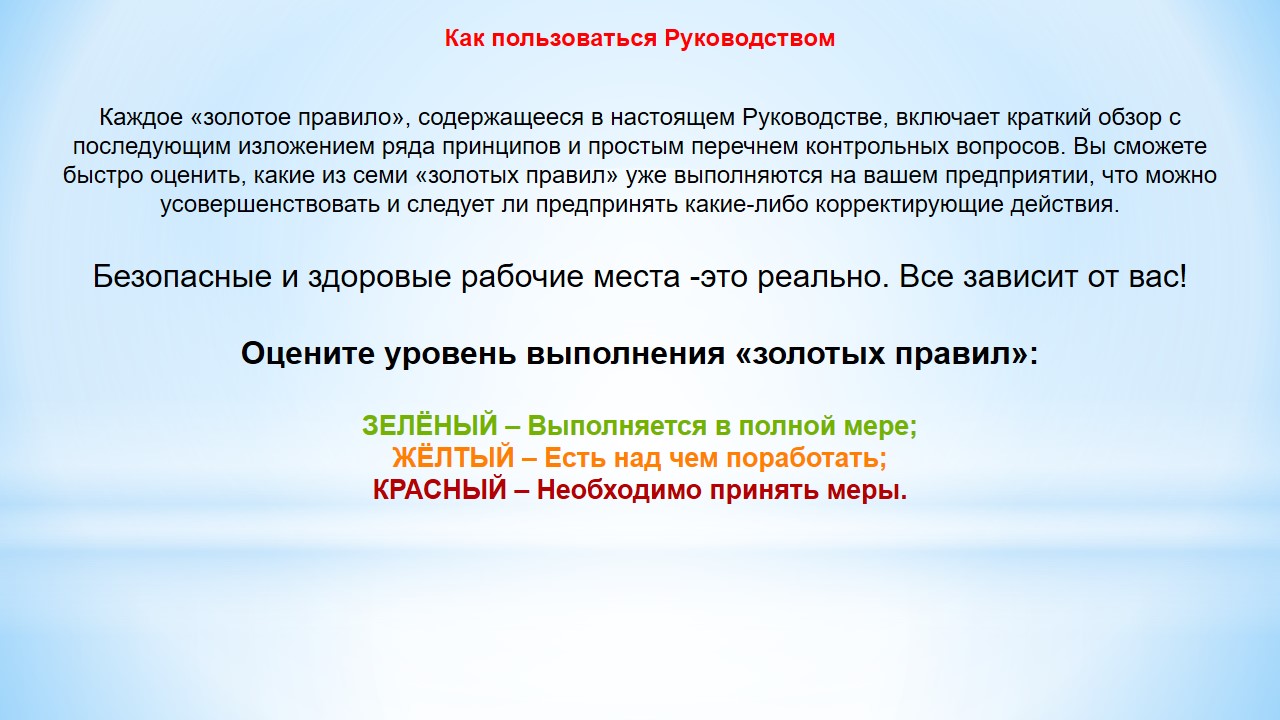 Как пользоваться Руководством
Каждое «золотое правило», содержащееся в настоящем Руководстве, включает краткий обзор с
последующим изложением ряда принципов и простым перечнем контрольных вопросов. Вы сможете
быстро оценить, какие из семи «золотых правил» уже выполняются на вашем предприятии, что можно
усовершенствовать и следует ли предпринять какие-либо корректирующие действия.
Безопасные и здоровые рабочие места -это реально. Все зависит от вас!
Оцените уровень выполнения «золотых правил»:
ЗЕЛЁНЫЙ – Выполняется в полной мере;
ЖЁЛТЫЙ – Есть над чем поработать;
КРАСНЫЙ – Необходимо принять меры.